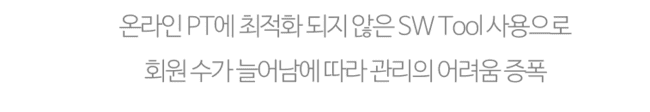 온라인 PT에 최적화 되지 않은 SW Tool 사용으로
회원 수가 늘어남에 따라 관리의 어려움 증폭